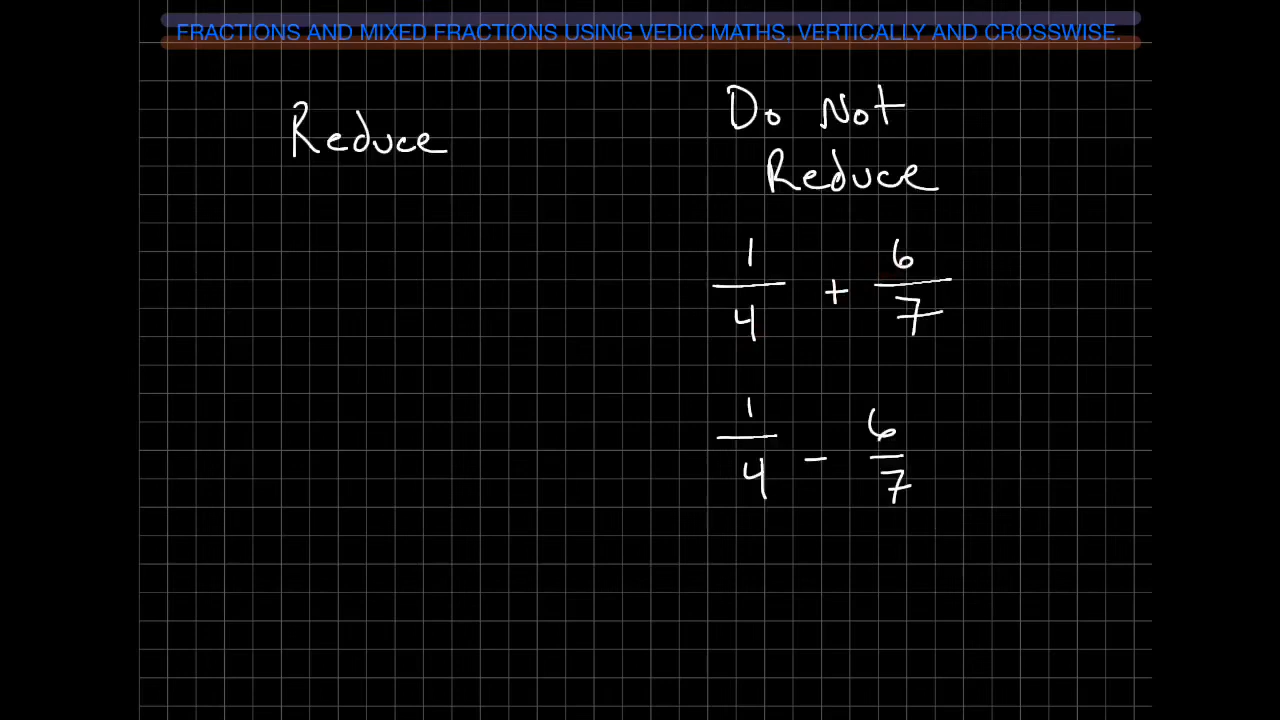 FRACTIONS AND MIXED FRACTIONS USING VEDIC MATHS, VERTICALLY AND CROSSWISE.
Reduce
Do Not
Reduce
1/4 + 6/7
1/4 - 6/7